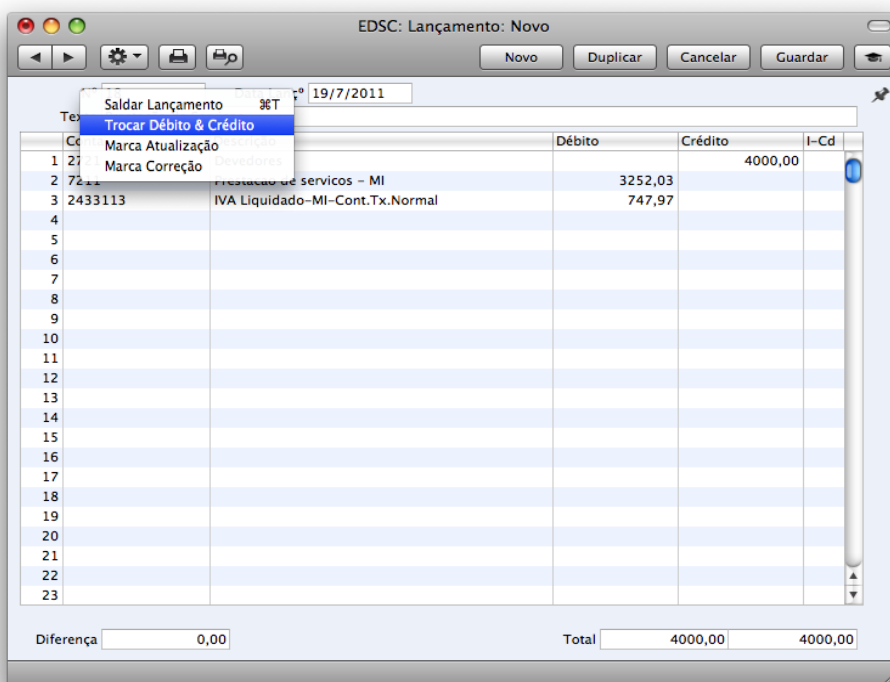 EDSC: Lançamento: Novo
Novo Duplicar Cancelar Guardar
19/7/2011
Saldar Lançamento ⌘T
Trocar Débito & Crédito
Marca Atualização
Marca Correção
Débito Crédito I-Cd
1 Devedores 4000,00
2 7211 Prestacao de servicos - MI 3252,03
3 2433113 IVA Liquidado-MI-Cont.Tx.Normal 747,97
4
5
6
7
8
9
10
11
12
13
14
15
16
17
18
19
20
21
22
23
Diferença 0,00 Total 4000,00 4000,00